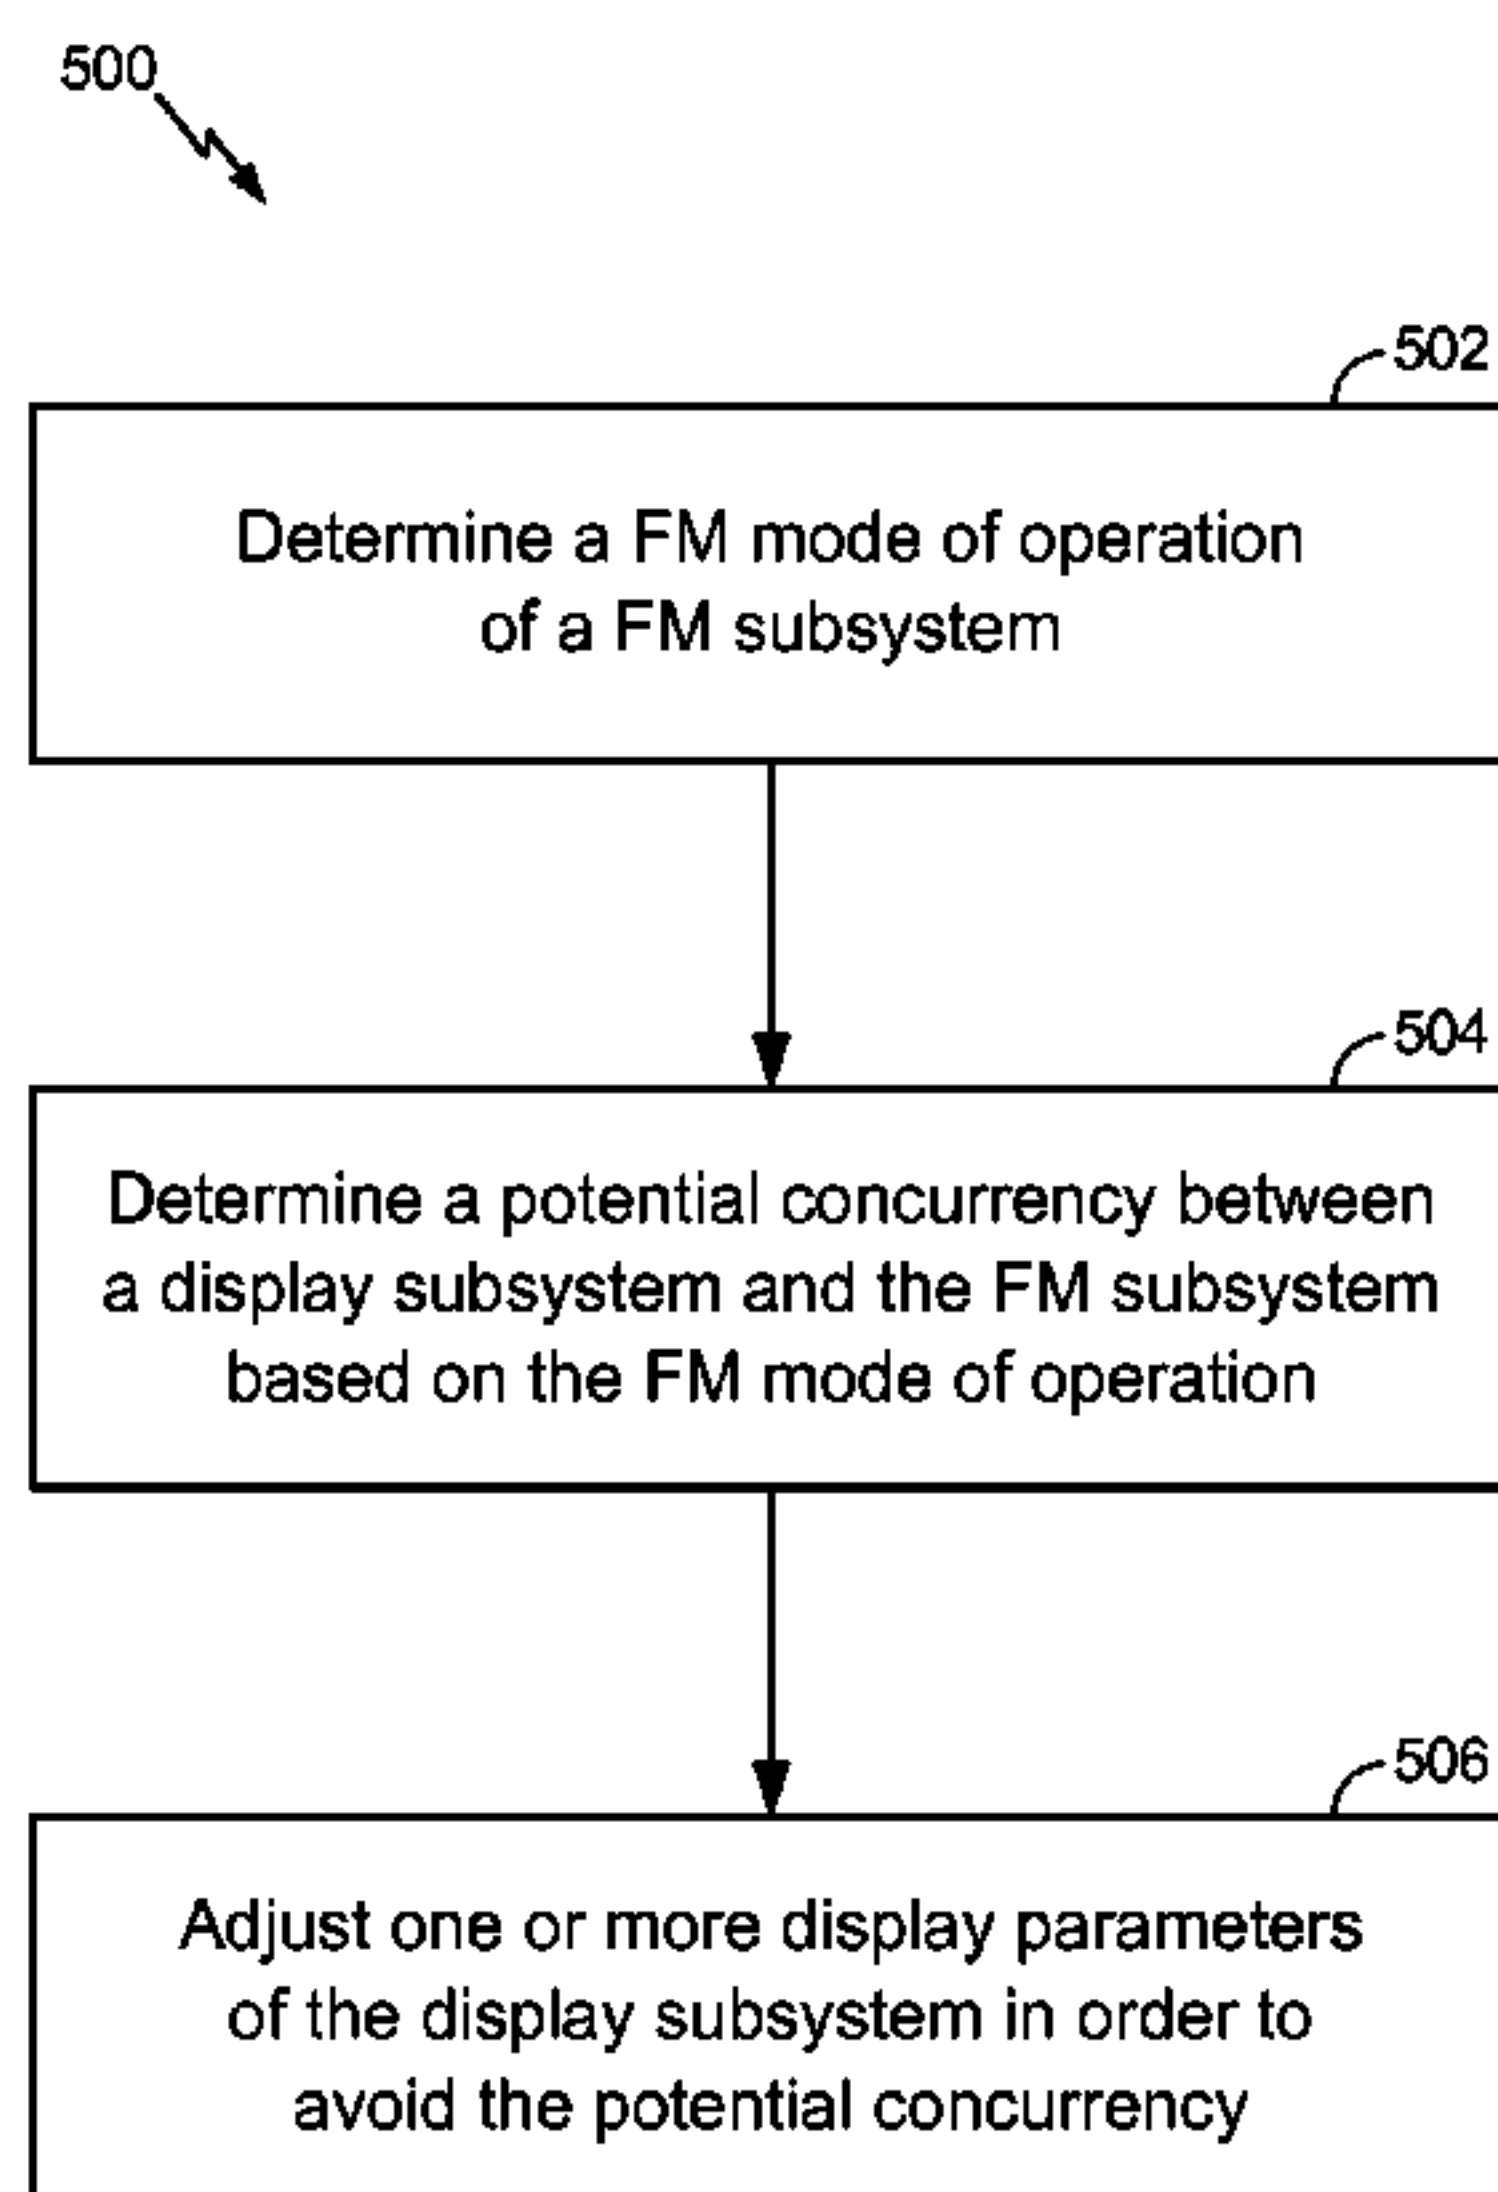 500
502
Determine a FM mode of operation
of a FM subsystem
504
Determine a potential concurrency between
a display subsystem and the FM subsystem
based on the FM mode of operation
506
Adjust one or more display parameters
of the display subsystem in order to
avoid the potential concurrency